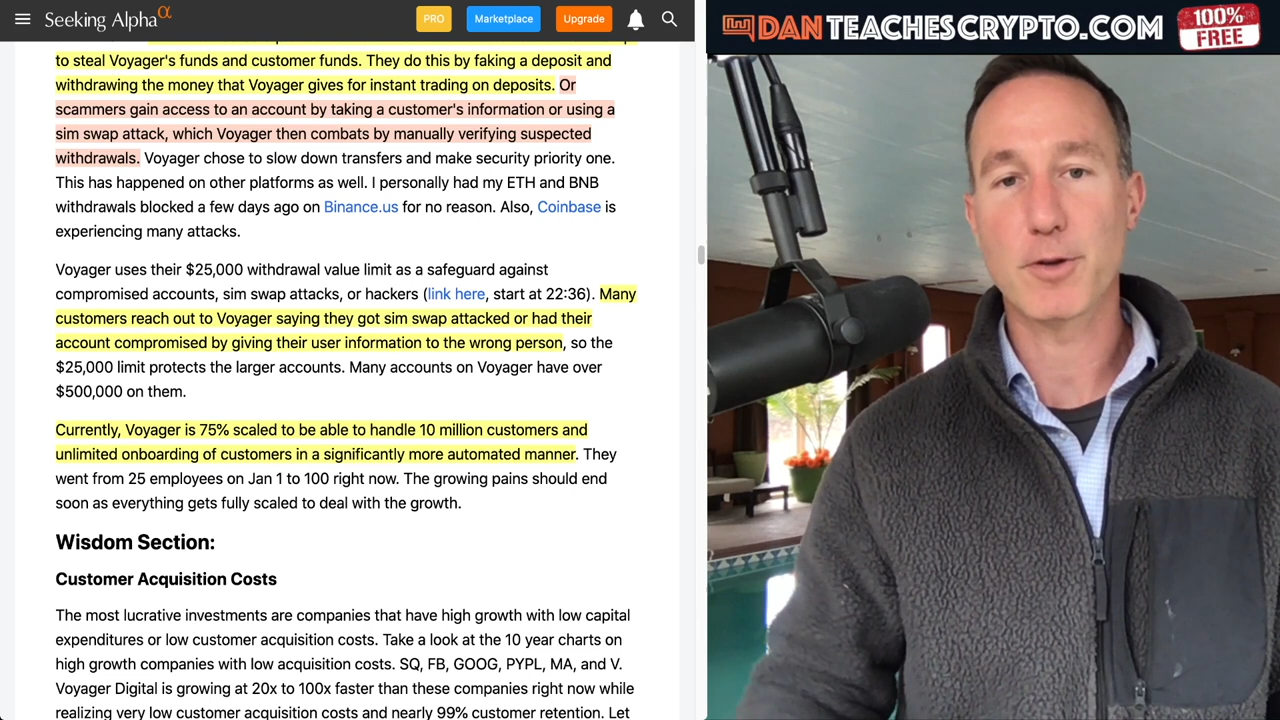 Seeking Alpha α
PRO
Marketplace
Upgrade
to steal Voyager's funds and customer funds. They do this by faking a deposit and
withdrawing the money that Voyager gives for instant trading on deposits. Or
scammers gain access to an account by taking a customer's information or using a
sim swap attack, which Voyager then combats by manually verifying suspected
withdrawals. Voyager chose to slow down transfers and make security priority one.
This has happened on other platforms as well. I personally had my ETH and BNB
withdrawals blocked a few days ago on Binance.us for no reason. Also, Coinbase is
experiencing many attacks.
Voyager uses their $25,000 withdrawal value limit as a safeguard against
compromised accounts, sim swap attacks, or hackers (link here, start at 22:36). Many
customers reach out to Voyager saying they got sim swap attacked or had their
account compromised by giving their user information to the wrong person, so the
$25,000 limit protects the larger accounts. Many accounts on Voyager have over
$500,000 on them.
Currently, Voyager is 75% scaled to be able to handle 10 million customers and
unlimited onboarding of customers in a significantly more automated manner. They
went from 25 employees on Jan 1 to 100 right now. The growing pains should end
soon as everything gets fully scaled to deal with the growth.
Wisdom Section:
Customer Acquisition Costs
The most lucrative investments are companies that have high growth with low capital
expenditures or low customer acquisition costs. Take a look at the 10 year charts on
high growth companies with low acquisition costs. SQ, FB, GOOG, PYPL, MA, and V.
Voyager Digital is growing at 20x to 100x faster than these companies right now while
realizing very low customer acquisition costs and nearly 99% customer retention. Let
DANTEACHESCRYPTO.COM
100%
FREE